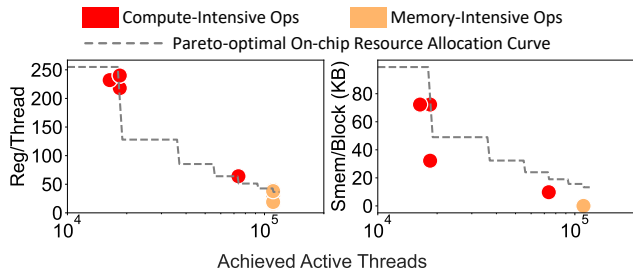 Compute-Intensive Ops Memory-Intensive Ops
Pareto-optimal On-chip Resource Allocation Curve
Reg/Thread
250
200
150
100
50
0
10^4 10^5
Smem/Block (KB)
80
60
40
20
0
10^4 10^5
Achieved Active Threads